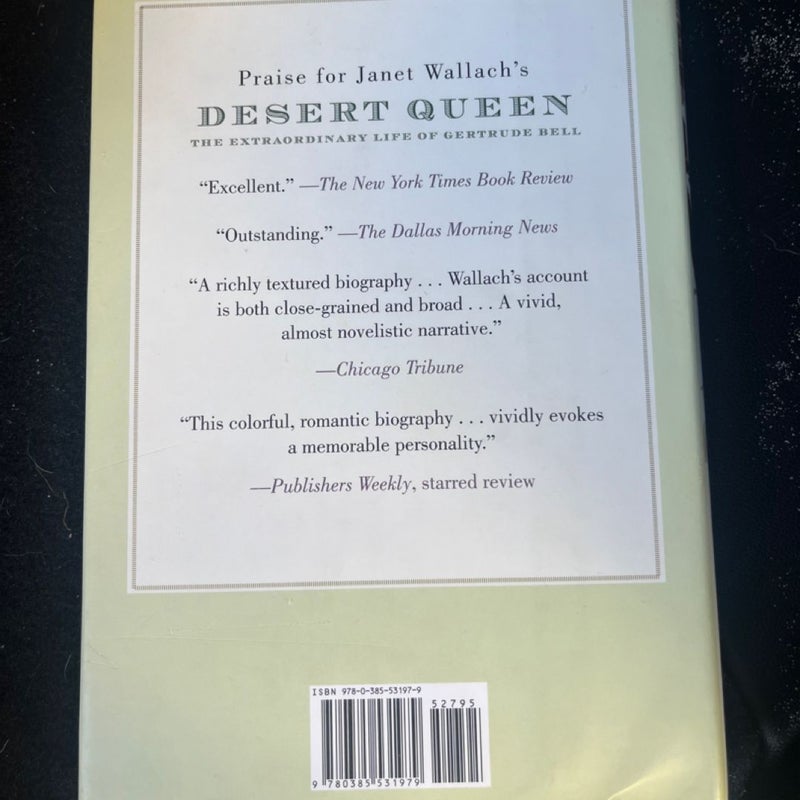 Praise for Janet Wallach’s
DESERT QUEEN
THE EXTRAORDINARY LIFE OF GERTRUDE BELL
“Excellent.” —The New York Times Book Review
“Outstanding.” —The Dallas Morning News
“A richly textured biography . . . Wallach’s account
is both close-grained and broad . . . A vivid,
almost novelistic narrative.”
—Chicago Tribune
“This colorful, romantic biography . . . vividly evokes
a memorable personality.”
—Publishers Weekly, starred review
ISBN 978-0-385-53197-9
52795
9 780385 531979